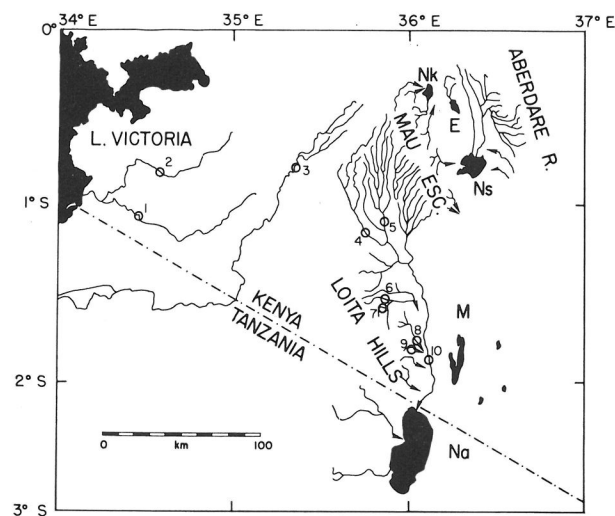 34° E 35° E 36° E 37° E
0°
Nk
ABERDARE R.
E
L. VICTORIA
MAU ESC.
2
3
Ns
1° S
1
5
4
LOITA HILLS
6
7
KENYA
M
TANZANIA
8
9
10
2° S
0 100
km
Na
3° S